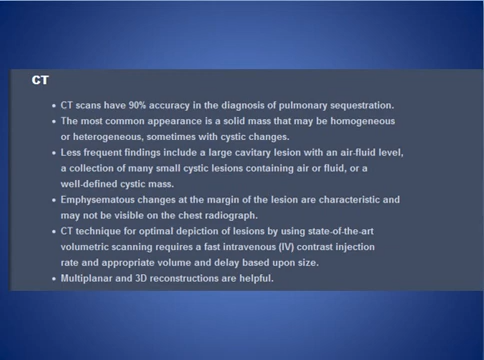 CT
• CT scans have 90% accuracy in the diagnosis of pulmonary sequestration.
• The most common appearance is a solid mass that may be homogeneous
or heterogeneous, sometimes with cystic changes.
• Less frequent findings include a large cavitary lesion with an air-fluid level,
a collection of many small cystic lesions containing air or fluid, or a
well-defined cystic mass.
• Emphysematous changes at the margin of the lesion are characteristic and
may not be visible on the chest radiograph.
• CT technique for optimal depiction of lesions by using state-of-the-art
volumetric scanning requires a fast intravenous (IV) contrast injection
rate and appropriate volume and delay based upon size.
• Multiplanar and 3D reconstructions are helpful.